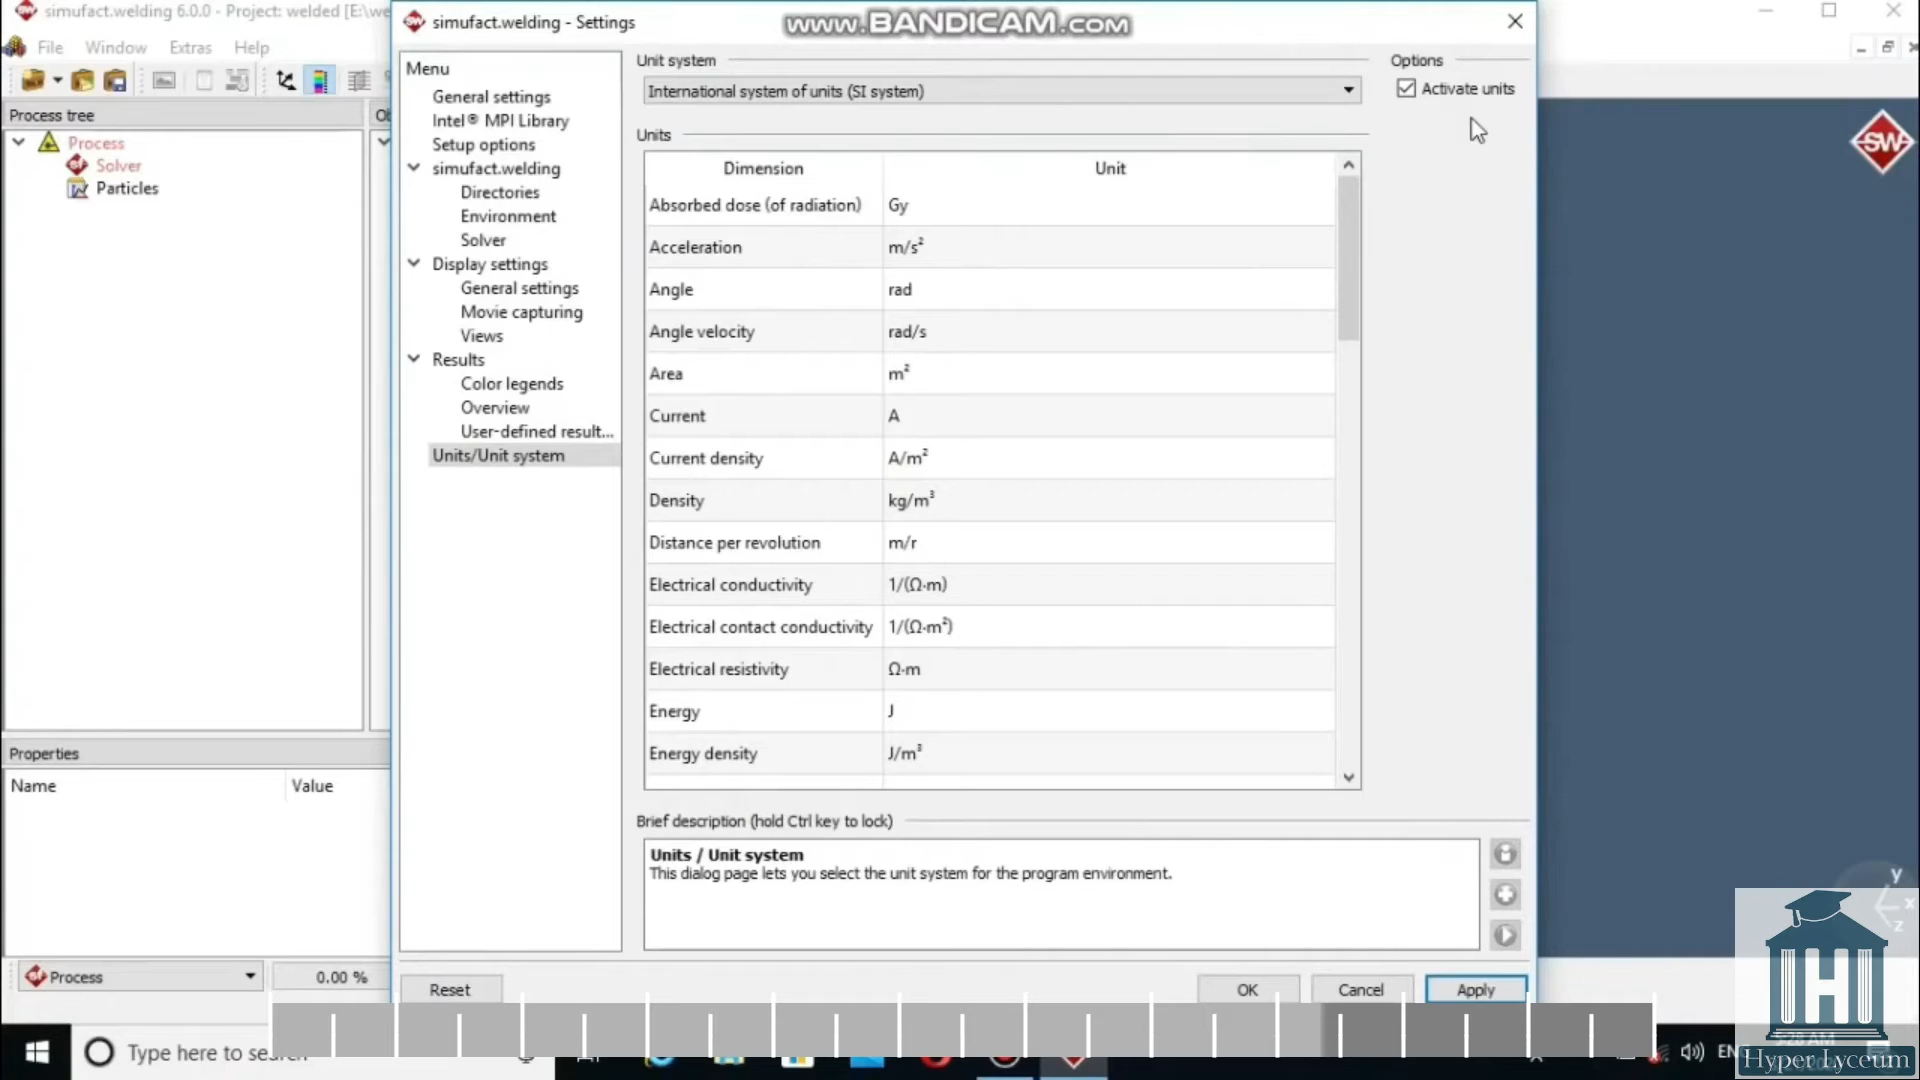 simufact.welding 6.0.0 - Project: welded [E:\we
simufact.welding - Settings
www.BANDICAM.com
File Window Extras Help
Process tree
Process
Solver
Particles
Properties
Name Value
Process
0.00 %
Menu
General settings
Intel® MPI Library
Setup options
simufact.welding
Directories
Environment
Solver
Display settings
General settings
Movie capturing
Views
Results
Color legends
Overview
User-defined result...
Units/Unit system
Unit system
International system of units (SI system)
Options
Activate units
Units
Dimension Unit
Absorbed dose (of radiation) Gy
Acceleration m/s²
Angle rad
Angle velocity rad/s
Area m²
Current A
Current density A/m²
Density kg/m³
Distance per revolution m/r
Electrical conductivity 1/(Ω·m)
Electrical contact conductivity 1/(Ω·m²)
Electrical resistivity Ω·m
Energy J
Energy density J/m³
Brief description (hold Ctrl key to lock)
Units / Unit system
This dialog page lets you select the unit system for the program environment.
Reset OK Cancel Apply
SW
y
x
z
Type here to search
Hyper Lyceum